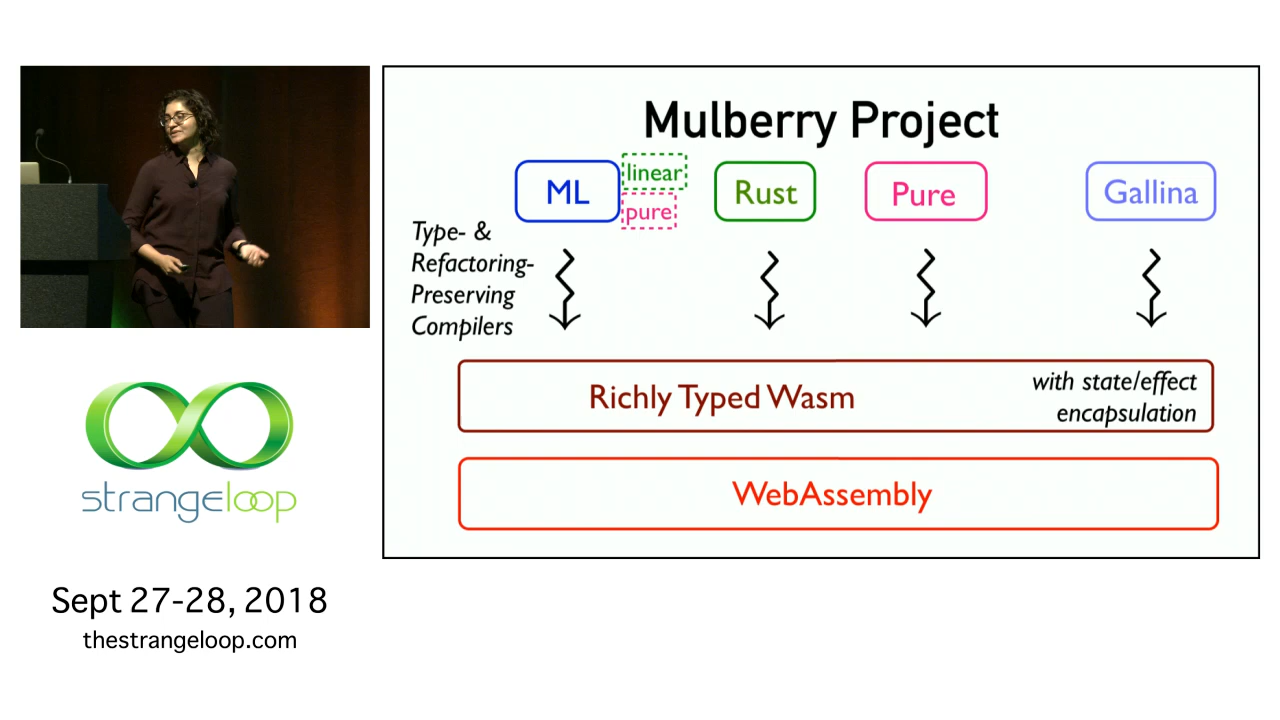 Mulberry Project
ML
linear
pure
Rust
Pure
Gallina
Type- &
Refactoring-
Preserving
Compilers
Richly Typed Wasm
with state/effect
encapsulation
WebAssembly
strangeloop
Sept 27-28, 2018
thestrangeloop.com